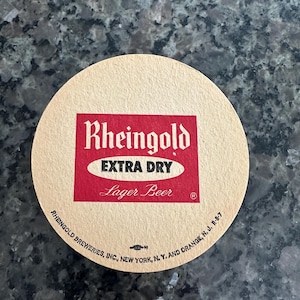 Rheingold
EXTRA DRY
Lager Beer
®
RHEINGOLD BREWERIES, INC., NEW YORK, N.Y. AND ORANGE, N.J.